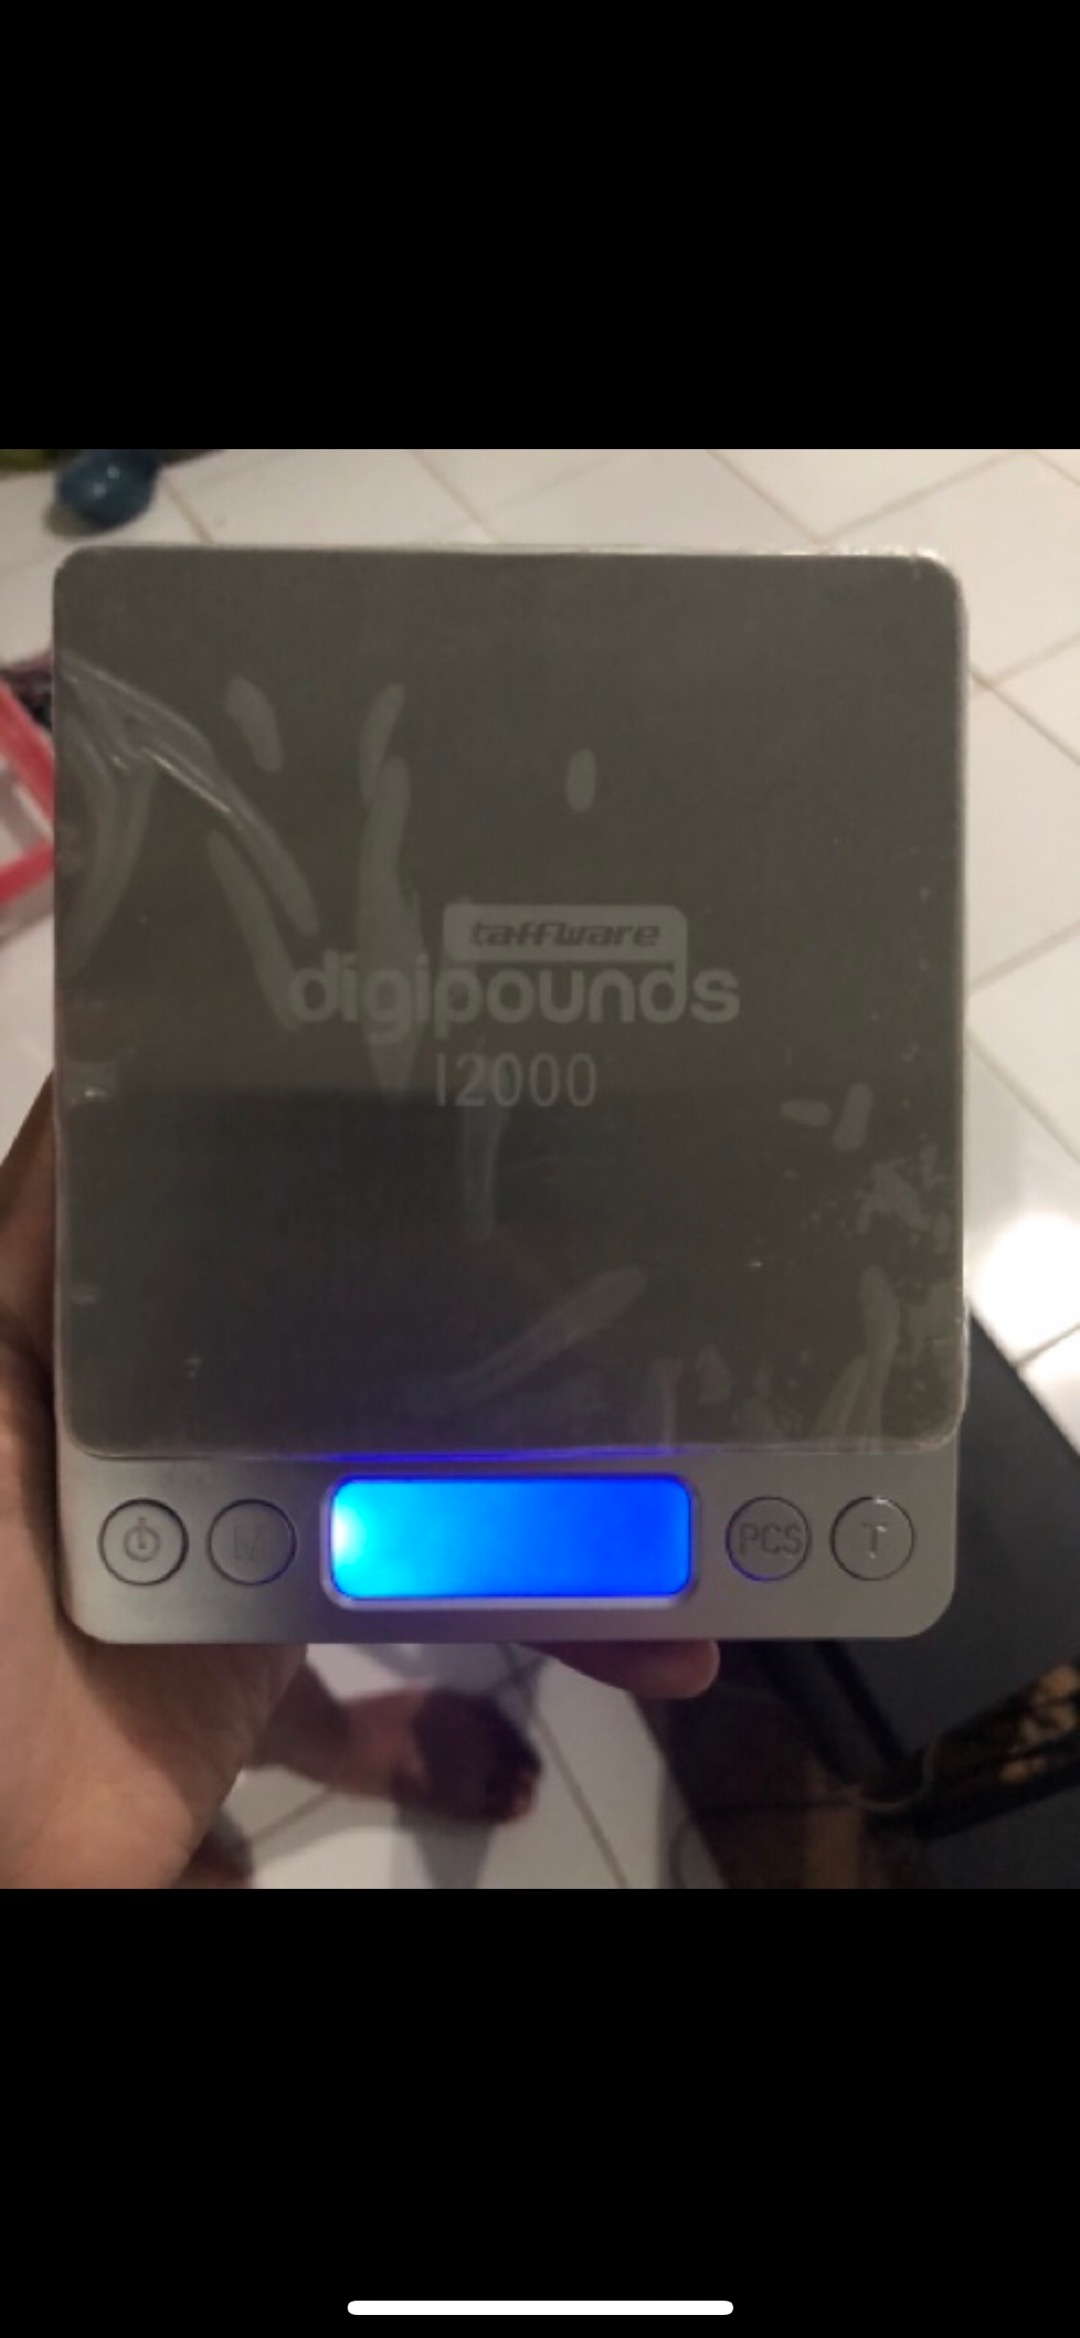 taffware
digipounds
I2000
M PCS T